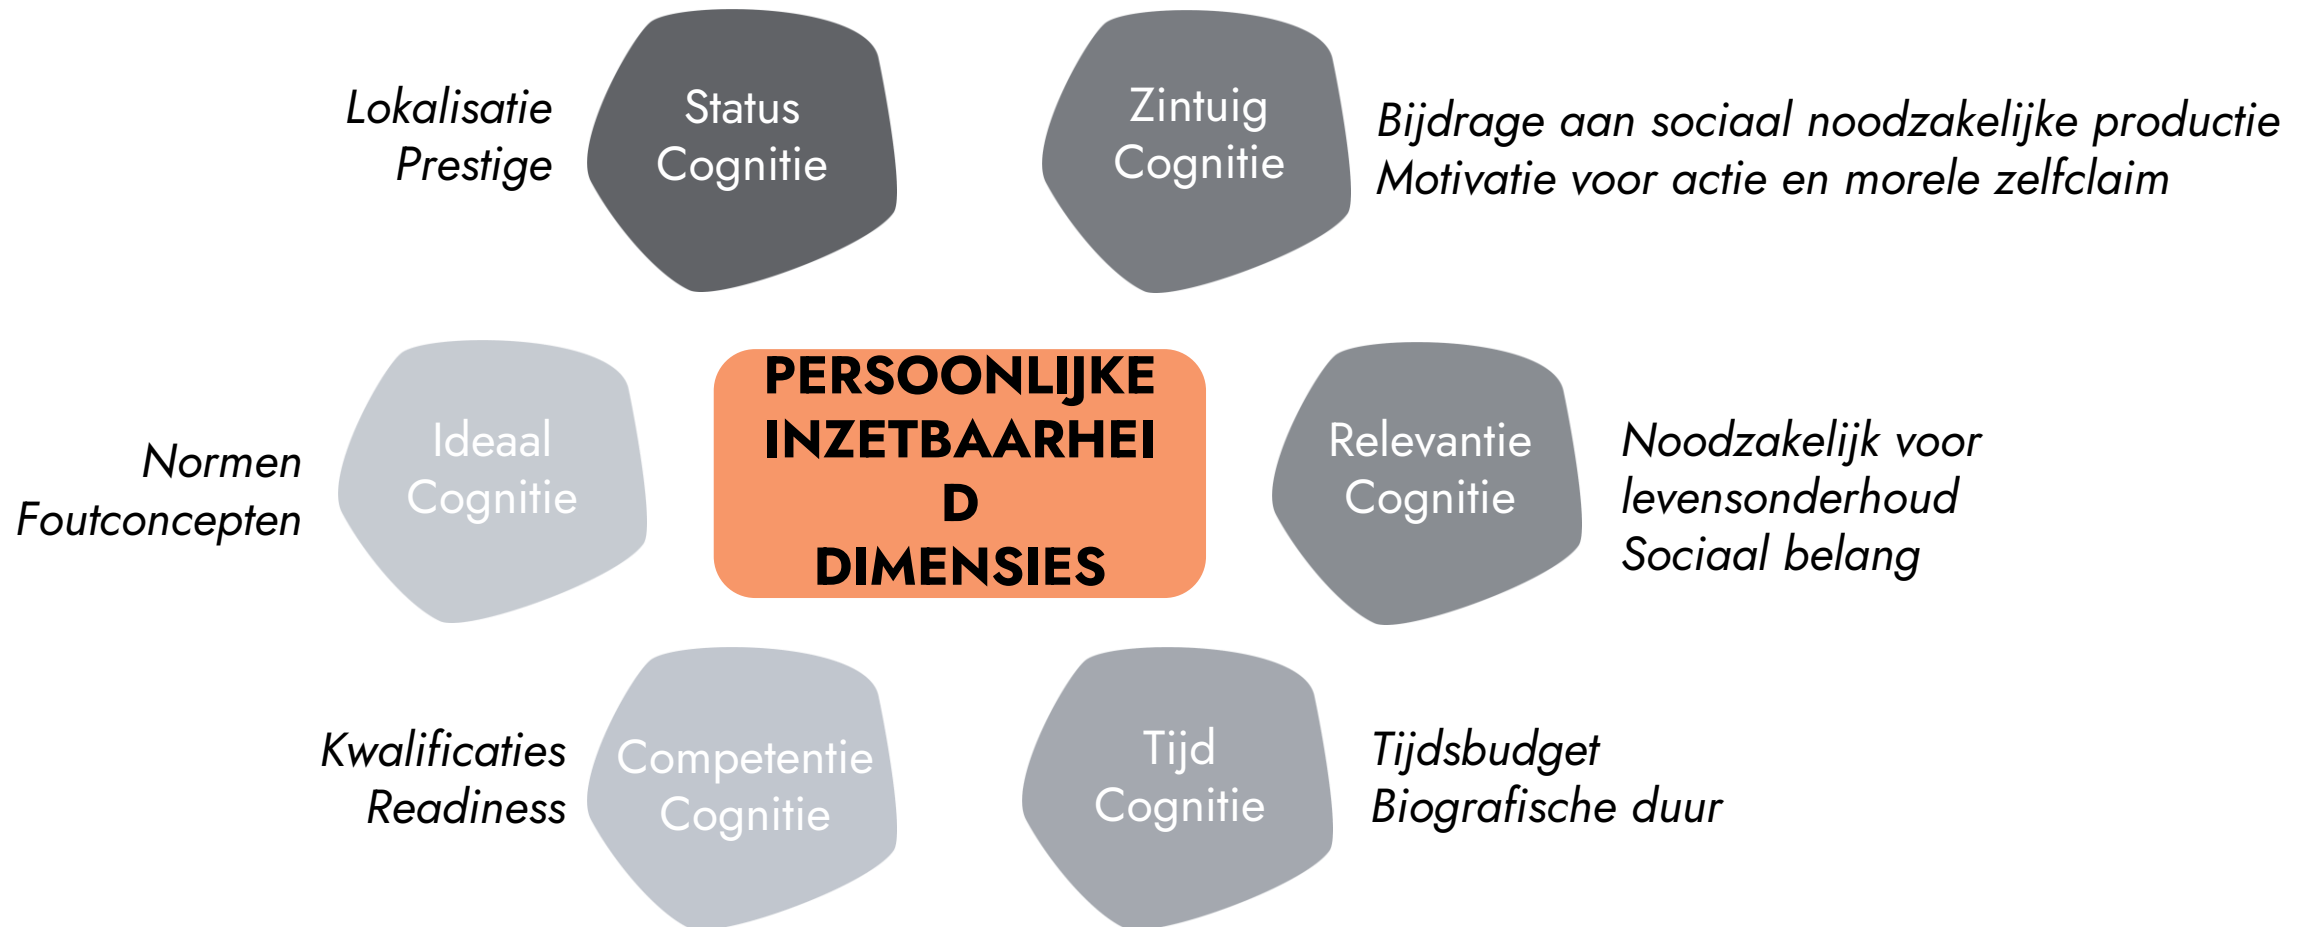 Lokalisatie
Prestige
Status
Cognitie
Zintuig
Cognitie
Bijdrage aan sociaal noodzakelijke productie
Motivatie voor actie en morele zelfclaim
Normen
Foutconcepten
Ideaal
Cognitie
PERSOONLIJKE
INZETBAARHEI
D
DIMENSIES
Relevantie
Cognitie
Noodzakelijk voor
levensonderhoud
Sociaal belang
Kwalificaties
Readiness
Competentie
Cognitie
Tijd
Cognitie
Tijdsbudget
Biografische duur